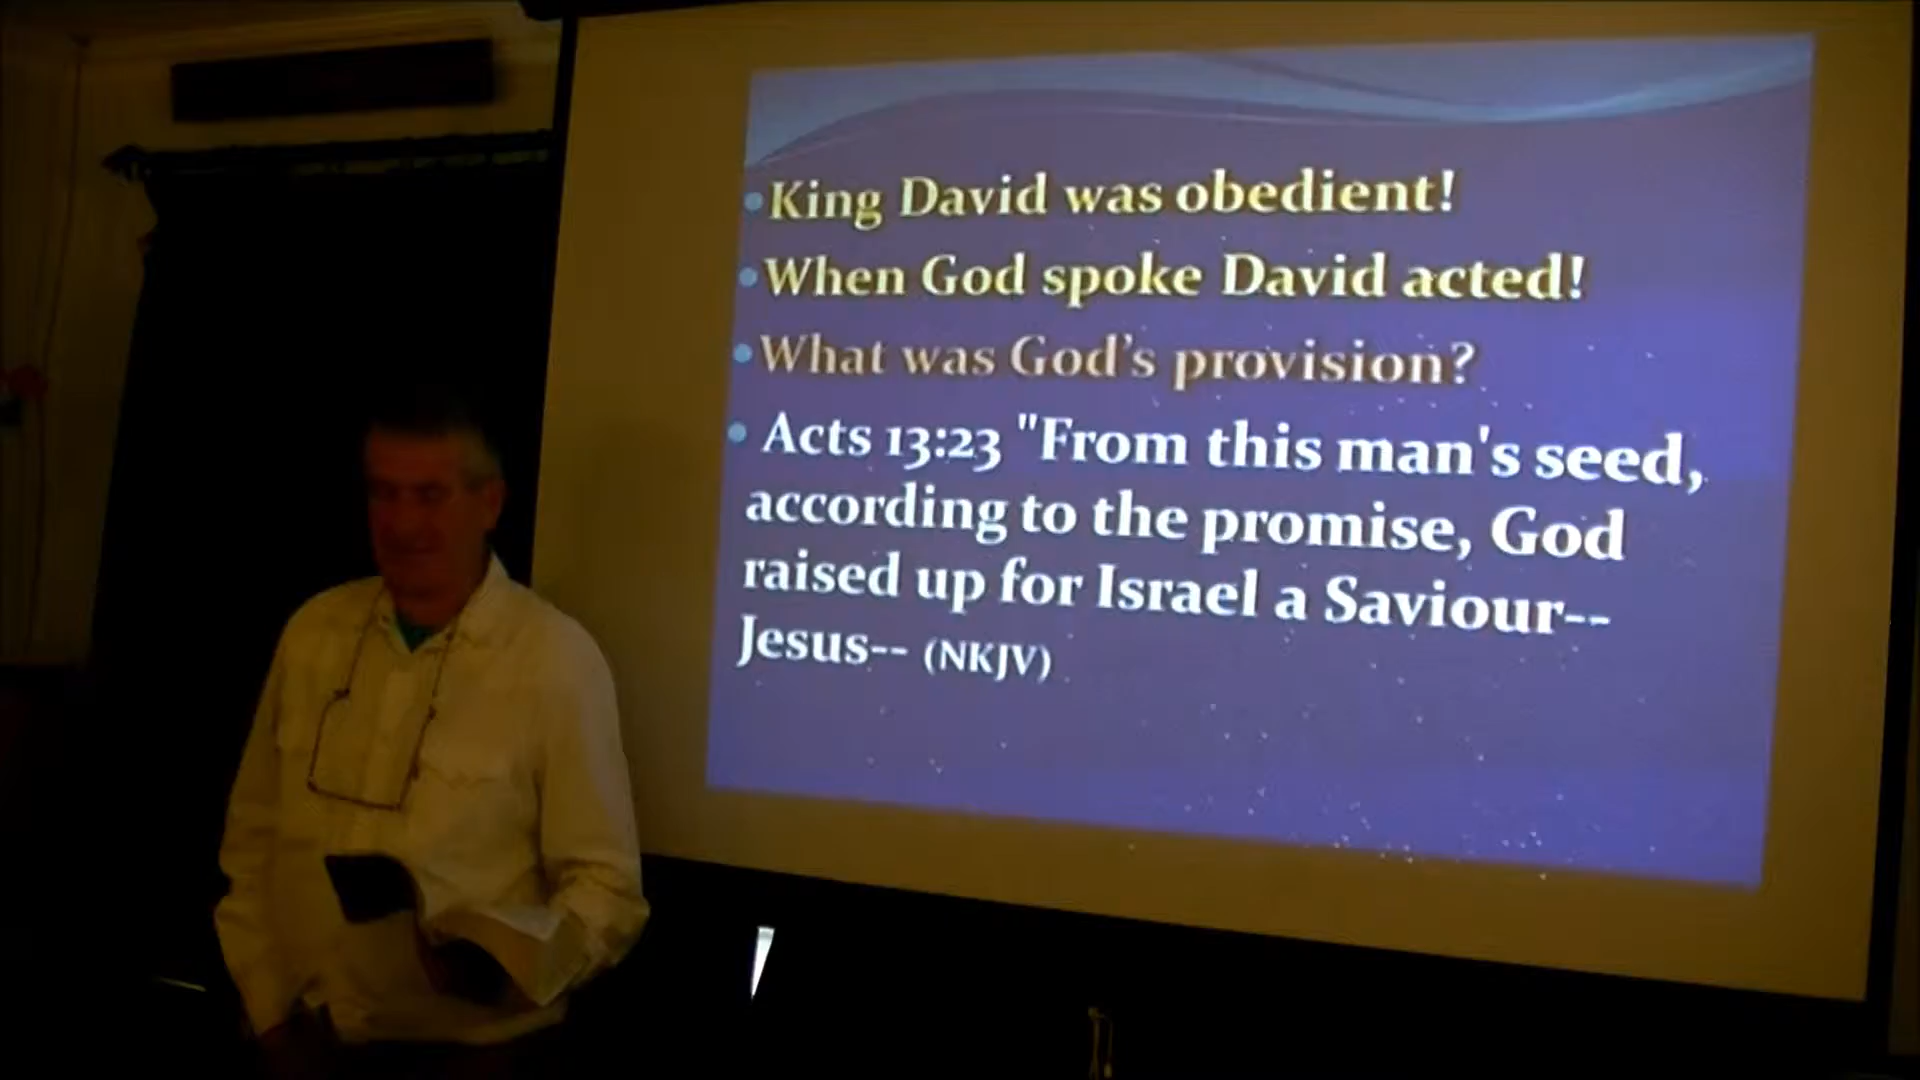 •King David was obedient!
•When God spoke David acted!
•What was God's provision?
• Acts 13:23 "From this man's seed,
according to the promise, God
raised up for Israel a Saviour--
Jesus-- (NKJV)